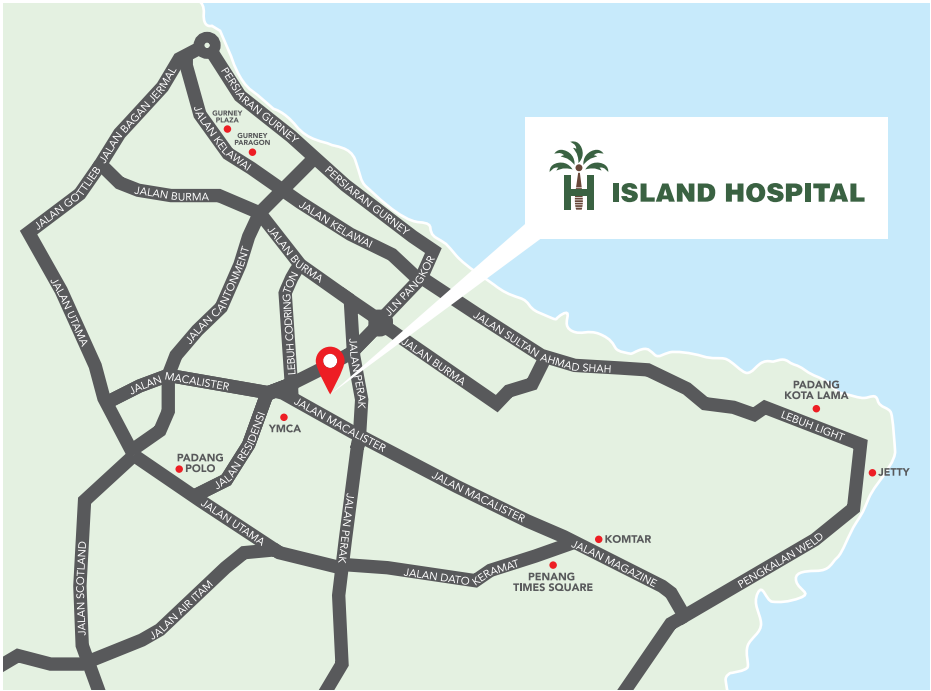 JALAN BAGAN JERMAL
PERSIARAN GURNEY
GURNEY
PLAZA
GURNEY
PARAGON
JALAN KELAWAI
JALAN GOTTLIEB
JALAN BURMA
PERSIARAN GURNEY
JALAN KELAWAI
H ISLAND HOSPITAL
JALAN UTAMA
JALAN CANTONMENT
JALAN BURMA
LEBUH CODRINGTON
JLN PANGKOR
JALAN SULTAN AHMAD SHAH
JALAN PERAK
JALAN BURMA
JALAN MACALISTER
PADANG
KOTA LAMA
LEBUH LIGHT
JALAN MACALISTER
YMCA
JALAN RESIDENSI
PADANG
POLO
JETTY
JALAN MACALISTER
JALAN UTAMA
JALAN PERAK
KOMTAR
JALAN MAGAZINE
JALAN DATO KERAMAT
PENANG
TIMES SQUARE
PENGKALAN WELD
JALAN SCOTLAND
JALAN AIR ITAM